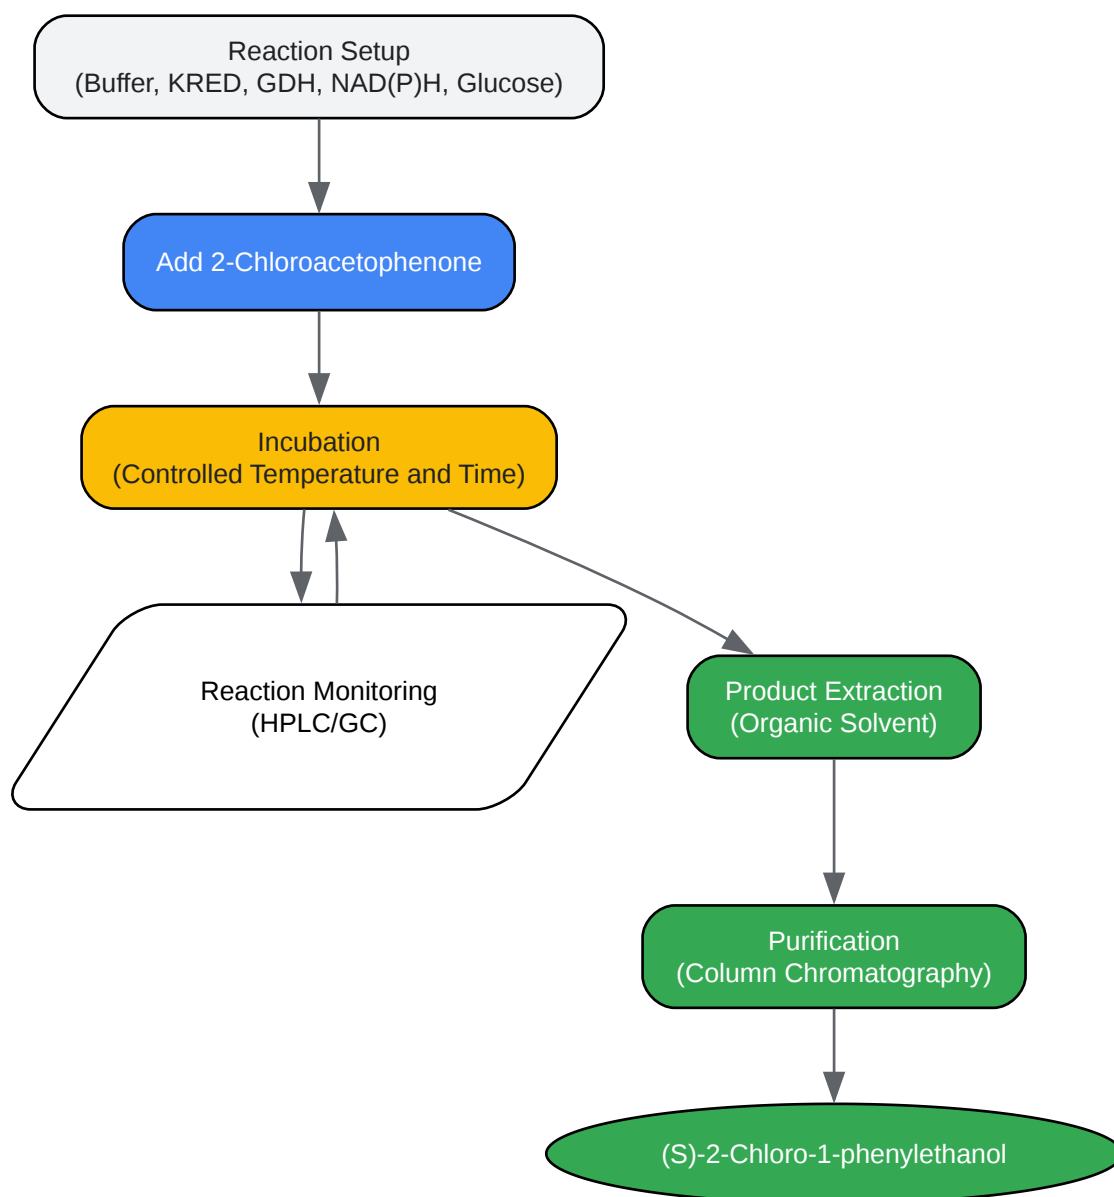 Reaction Setup
(Buffer, KRED, GDH, NAD(P)H, Glucose)
Add 2-Chloroacetophenone
Incubation
(Controlled Temperature and Time)
Reaction Monitoring
(HPLC/GC)
Product Extraction
(Organic Solvent)
Purification
(Column Chromatography)
(S)-2-Chloro-1-phenylethanol